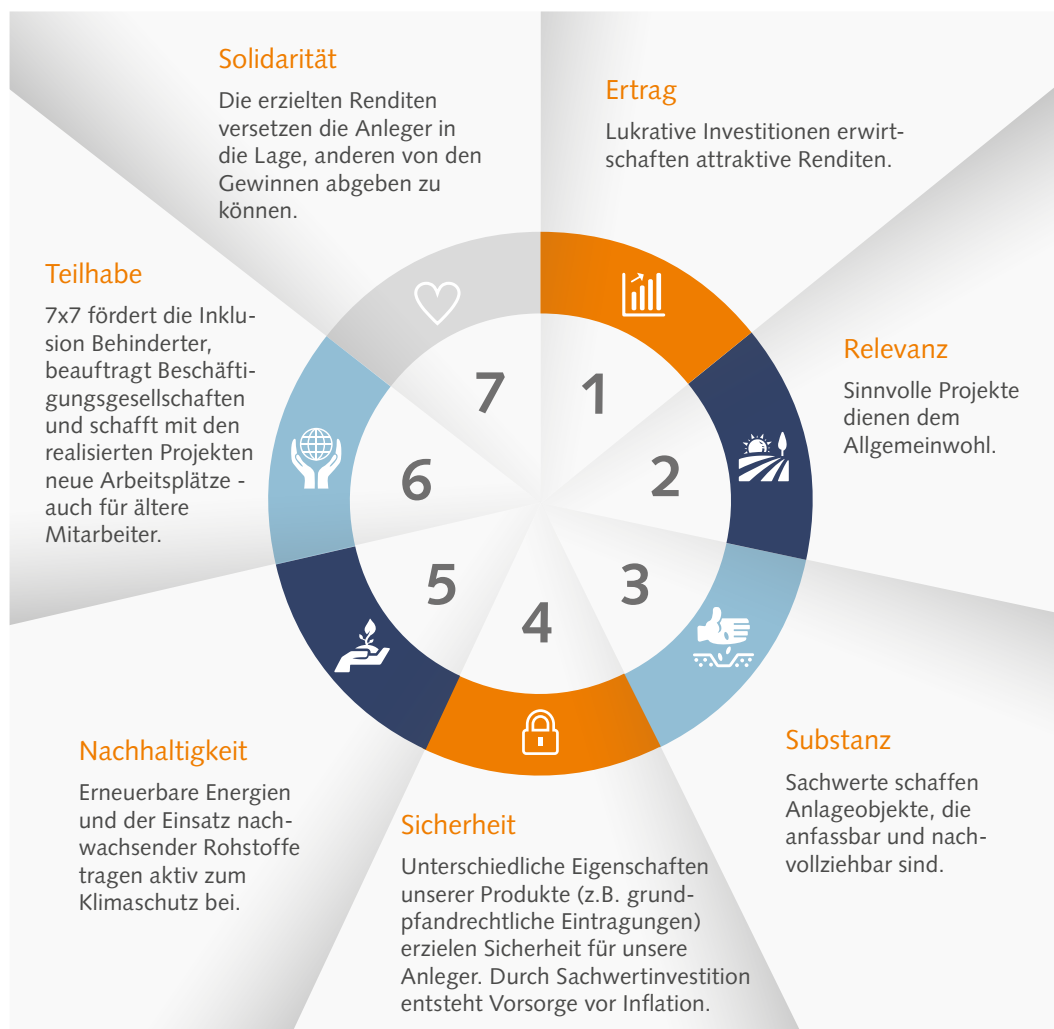 Solidarität
Die erzielten Renditen
versetzen die Anleger in
die Lage, anderen von den
Gewinnen abgeben zu
können.
Ertrag
Lukrative Investitionen erwirt-
schaften attraktive Renditen.
Teilhabe
7x7 fördert die Inklu-
sion Behinderter,
beauftragt Beschäfti-
gungsgesellschaften
und schafft mit den
realisierten Projekten
neue Arbeitsplätze -
auch für ältere
Mitarbeiter.
Relevanz
Sinnvolle Projekte
dienen dem
Allgemeinwohl.
7
1
6
2
5
3
4
Nachhaltigkeit
Erneuerbare Energien
und der Einsatz nach-
wachsender Rohstoffe
tragen aktiv zum
Klimaschutz bei.
Sicherheit
Unterschiedliche Eigenschaften
unserer Produkte (z.B. grund-
pfandrechtliche Eintragungen)
erzielen Sicherheit für unsere
Anleger. Durch Sachwertinvestition
entsteht Vorsorge vor Inflation.
Substanz
Sachwerte schaffen
Anlageobjekte, die
anfassbar und nach-
vollziehbar sind.